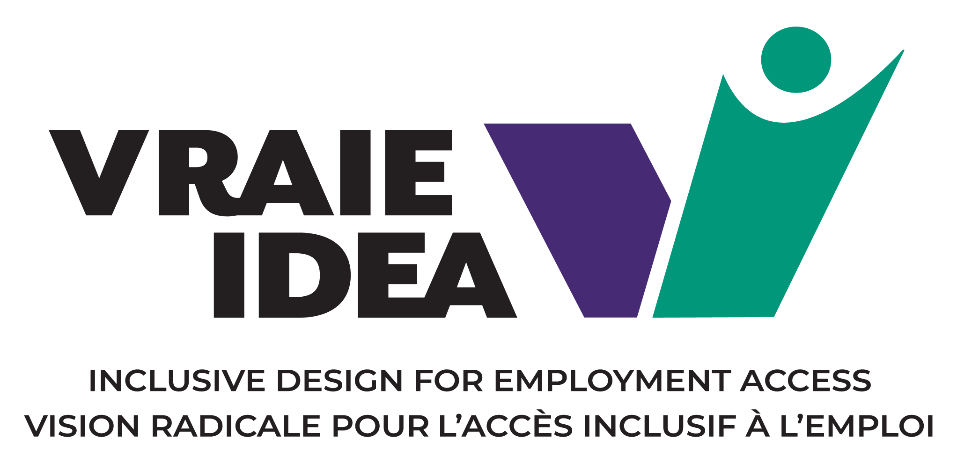 VRAIE
IDEA
INCLUSIVE DESIGN FOR EMPLOYMENT ACCESS
VISION RADICALE POUR L’ACCÈS INCLUSIF À L’EMPLOI